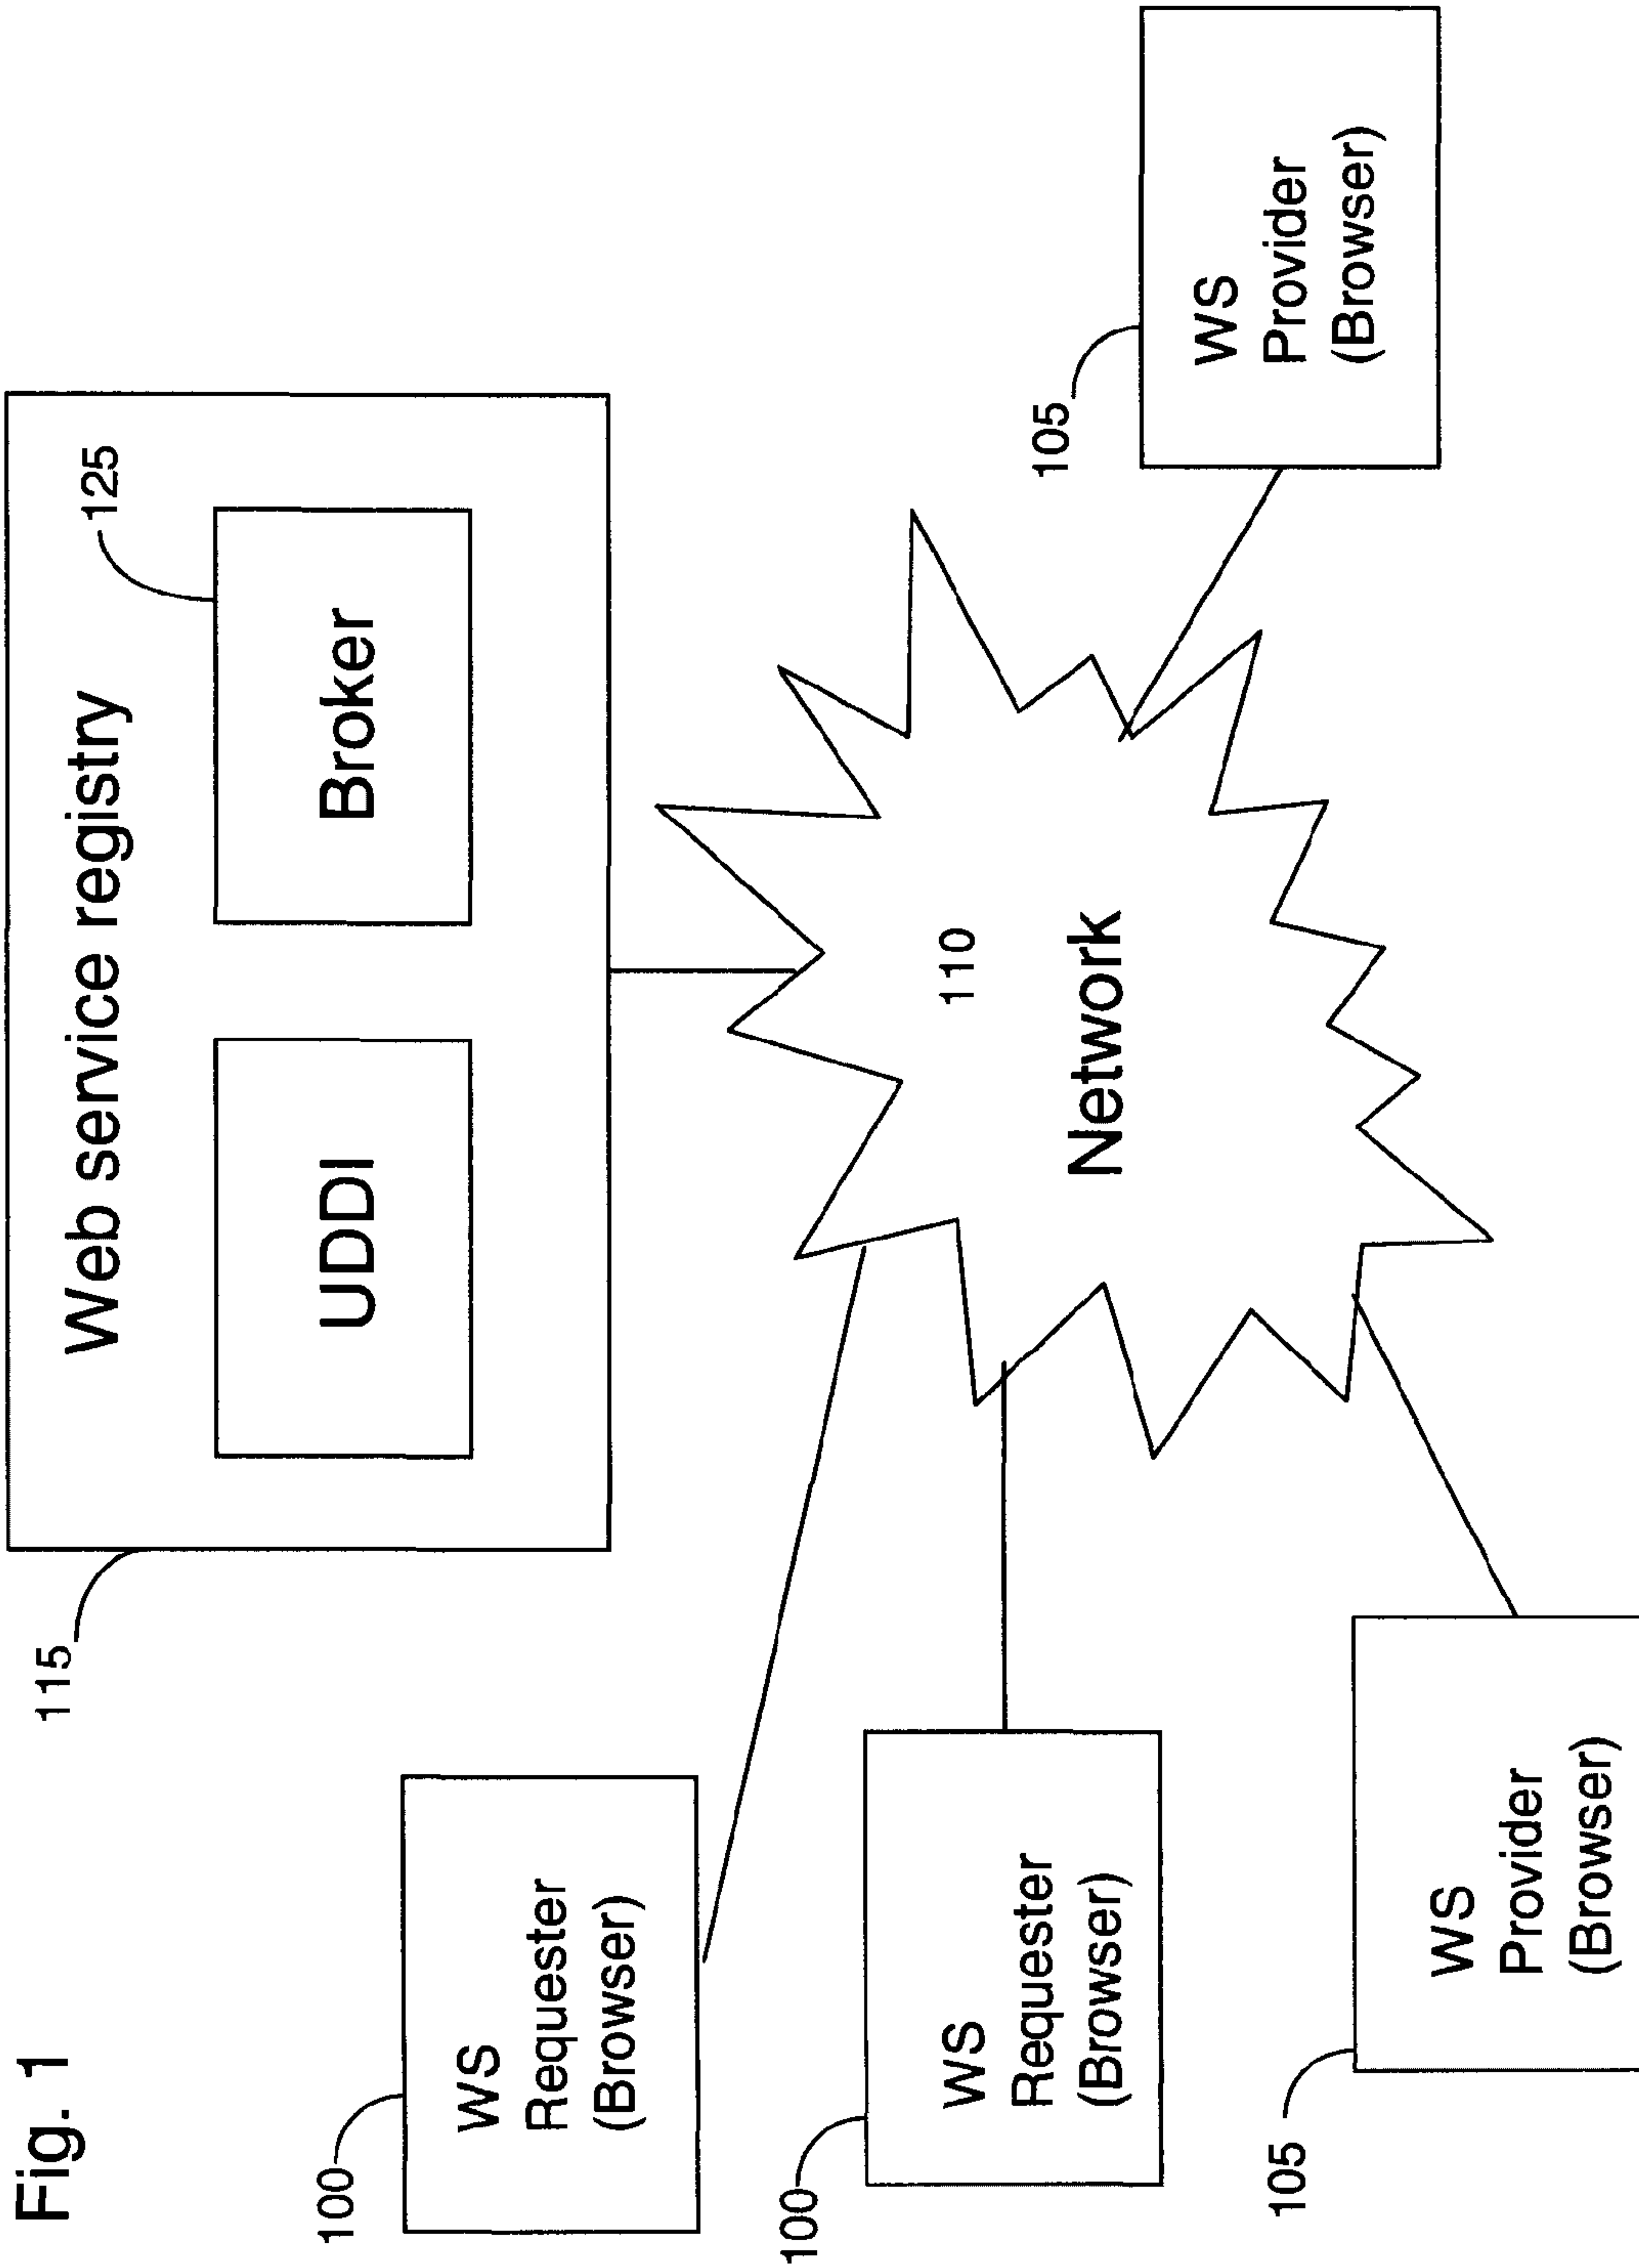 Fig. 1
115
Web service registry
UDDI
Broker
125
100
WS
Requester
(Browser)
110
Network
100
WS
Requester
(Browser)
105
WS
Provider
(Browser)
105
WS
Provider
(Browser)